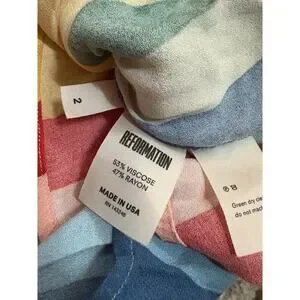 2
REFORMATION
53% VISCOSE
47% RAYON
MADE IN USA
RN 143246
Green dry cle
do not mach